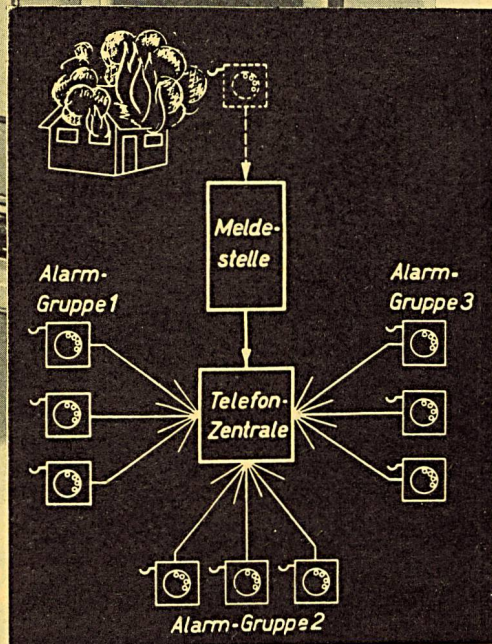 Melde-
stelle
Alarm-
Gruppe 1
Alarm-
Gruppe 3
Telefon-
Zentrale
Alarm-Gruppe 2